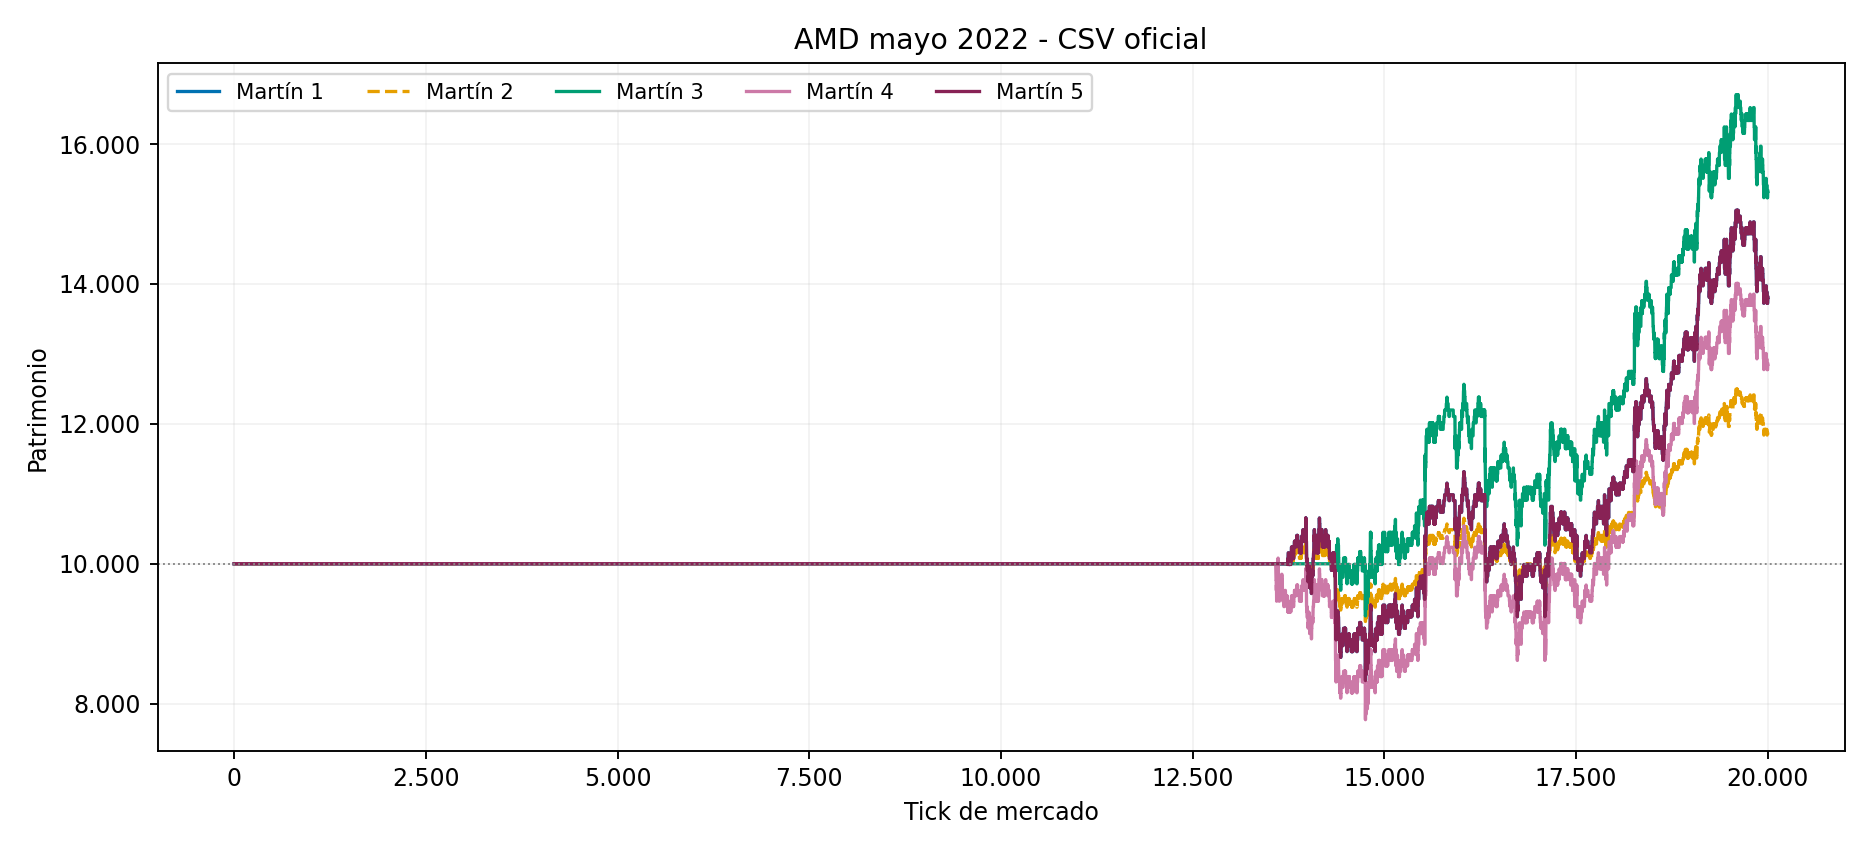 AMD mayo 2022 - CSV oficial
Martín 1 Martín 2 Martín 3 Martín 4 Martín 5
Patrimonio
16.000
14.000
12.000
10.000
8.000
0 2.500 5.000 7.500 10.000 12.500 15.000 17.500 20.000
Tick de mercado